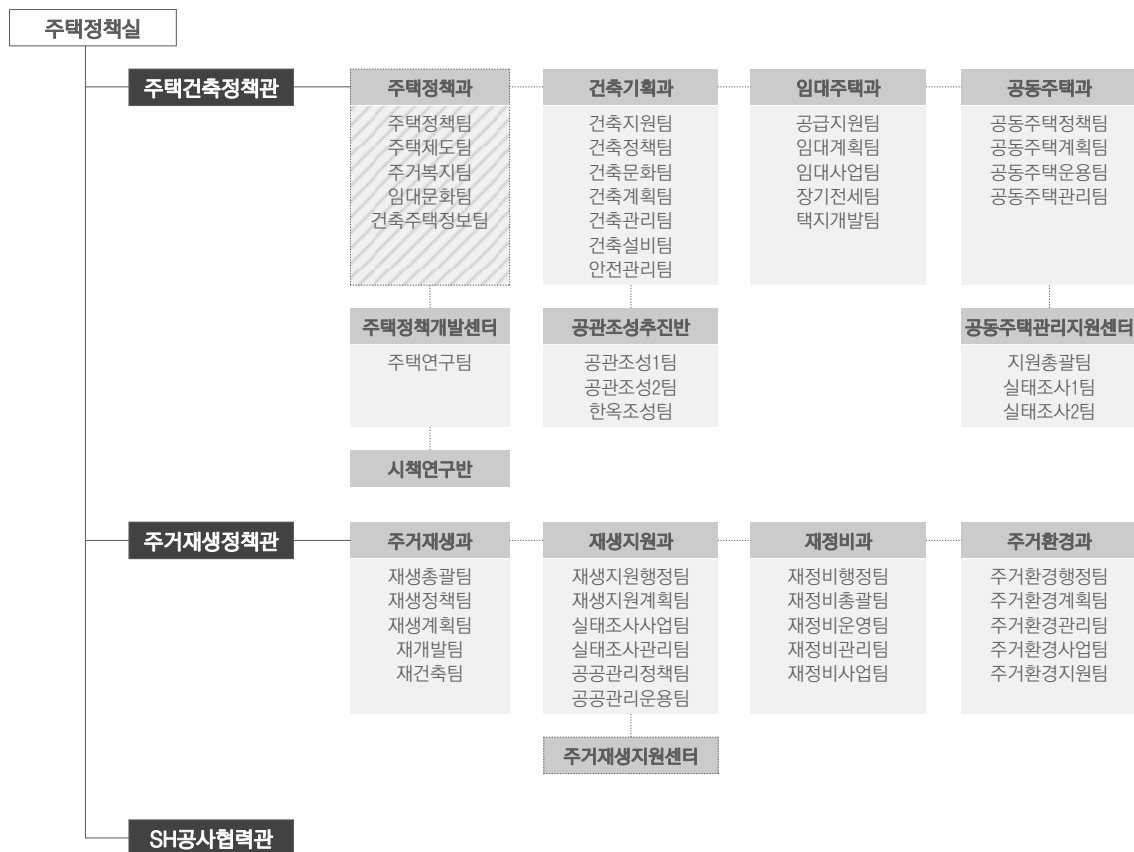 주택정책실
주택건축정책관
주택정책과
주택정책팀
주택제도팀
주거복지팀
임대문화팀
건축주택정보팀
건축기획과
건축지원팀
건축정책팀
건축문화팀
건축계획팀
건축관리팀
건축설비팀
안전관리팀
임대주택과
공급지원팀
임대계획팀
임대사업팀
장기전세팀
택지개발팀
공동주택과
공동주택정책팀
공동주택계획팀
공동주택운용팀
공동주택관리팀
주택정책개발센터
주택연구팀
공관조성추진반
공관조성1팀
공관조성2팀
한옥조성팀
공동주택관리지원센터
지원총괄팀
실태조사1팀
실태조사2팀
시책연구반
주거재생정책관
주거재생과
재생총괄팀
재생정책팀
재생계획팀
재개발팀
재건축팀
재생지원과
재생지원행정팀
재생지원계획팀
실태조사사업팀
실태조사관리팀
공공관리정책팀
공공관리운용팀
재정비과
재정비행정팀
재정비총괄팀
재정비운영팀
재정비관리팀
재정비사업팀
주거환경과
주거환경행정팀
주거환경계획팀
주거환경관리팀
주거환경사업팀
주거환경지원팀
주거재생지원센터
SH공사협력관